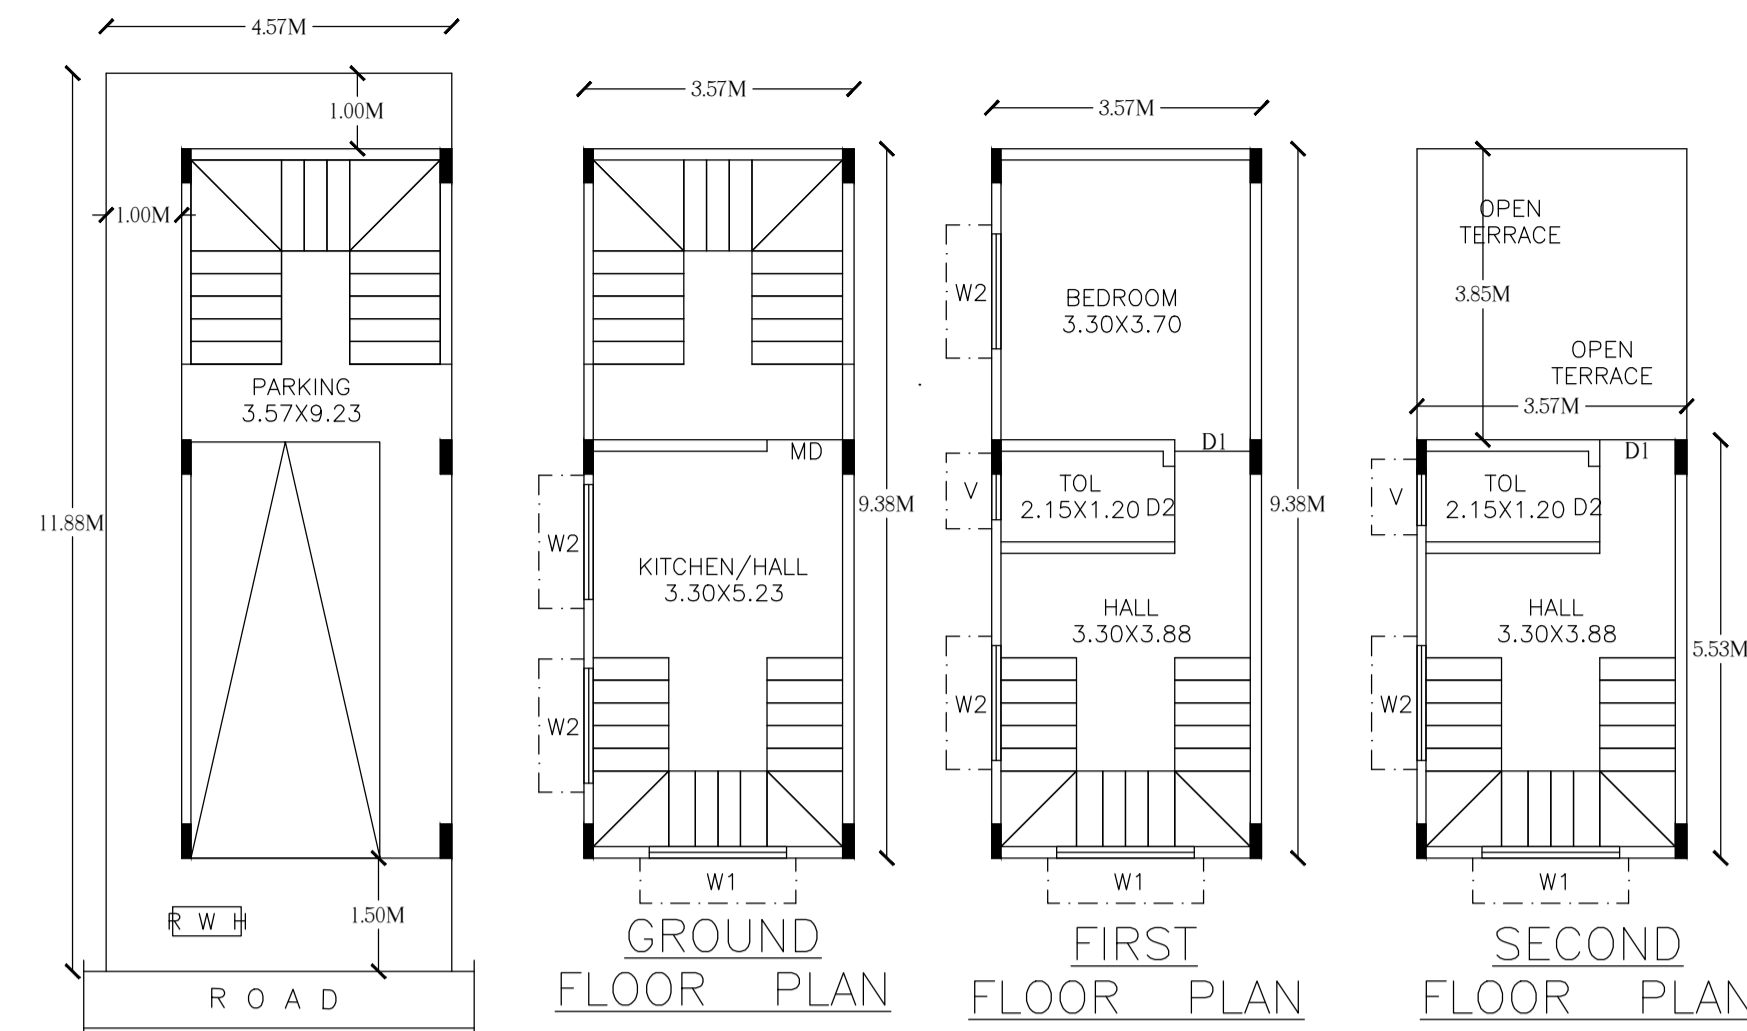 4.57M
1.00M
1.00M
PARKING
3.57X9.23
11.88M
1.50M
R W H
R O A D
3.57M
MD
W2
9.38M
KITCHEN/HALL
3.30X5.23
W2
W1
GROUND
FLOOR PLAN
3.57M
W2
BEDROOM
3.30X3.70
D1
V
TOL
2.15X1.20 D2
9.38M
HALL
3.30X3.88
W2
W1
FIRST
FLOOR PLAN
OPEN
TERRACE
3.85M
OPEN
TERRACE
3.57M
D1
V
TOL
2.15X1.20 D2
HALL
3.30X3.88
5.53M
W2
W1
SECOND
FLOOR PLAN